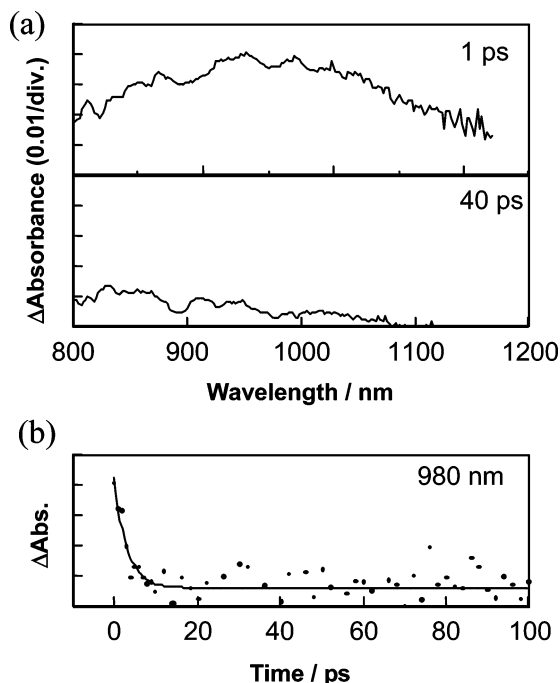 (a)
1 ps
ΔAbsorbance (0.01/div.)
40 ps
800 900 1000 1100 1200
Wavelength / nm
(b)
980 nm
ΔAbs.
0 20 40 60 80 100
Time / ps